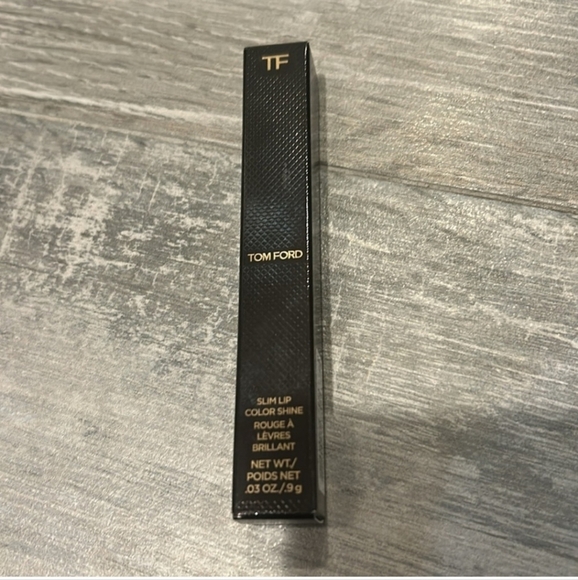 TF
TOM FORD
SLIM LIP
COLOR SHINE
ROUGE À
LÈVRES
BRILLANT
NET WT./
POIDS NET
.03 OZ./.9 g